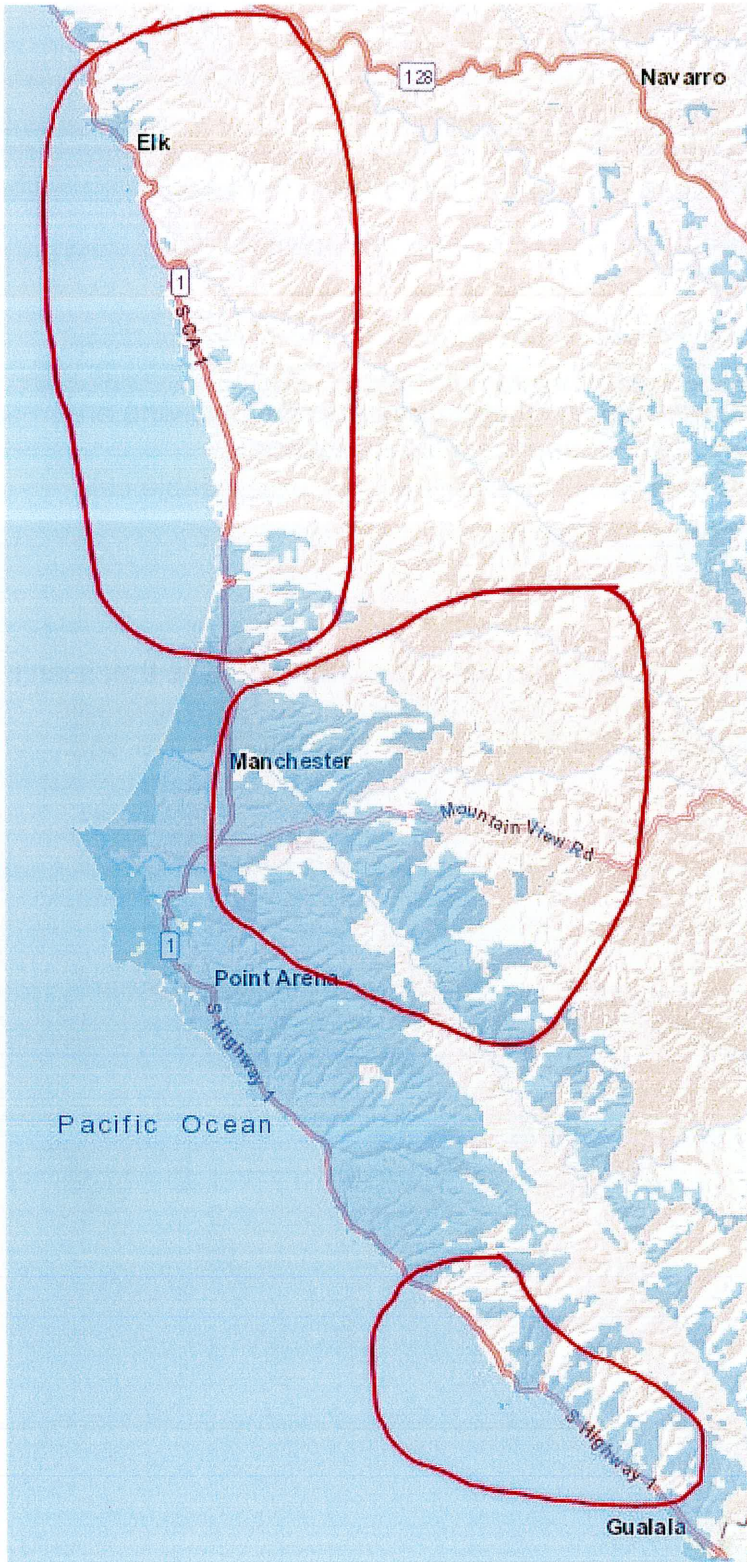 128
Navarro
Elk
1
S CA 1
Manchester
Mountain View Rd
1
Point Arena
S Highway 1
Pacific Ocean
S Highway 1
Gualala